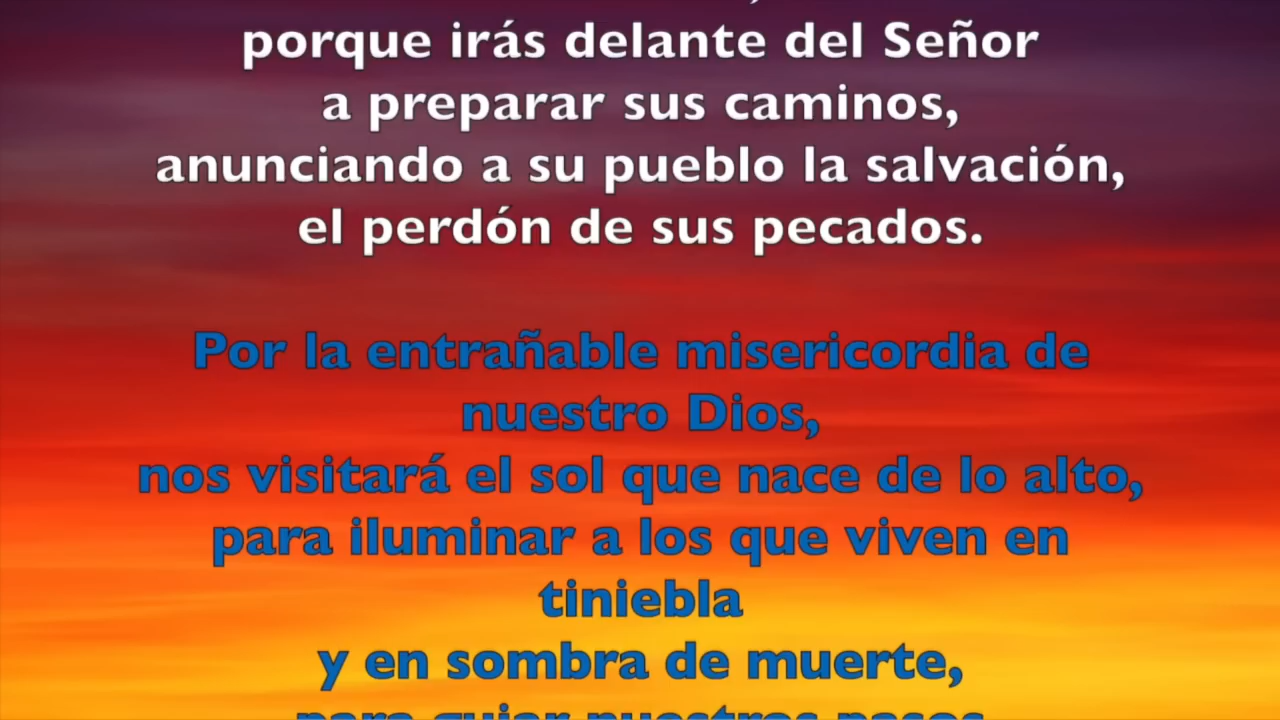 porque irás delante del Señor
a preparar sus caminos,
anunciando a su pueblo la salvación,
el perdón de sus pecados.
Por la entrañable misericordia de
nuestro Dios,
nos visitará el sol que nace de lo alto,
para iluminar a los que viven en
tiniebla
y en sombra de muerte,
para guiar nuestros pasos